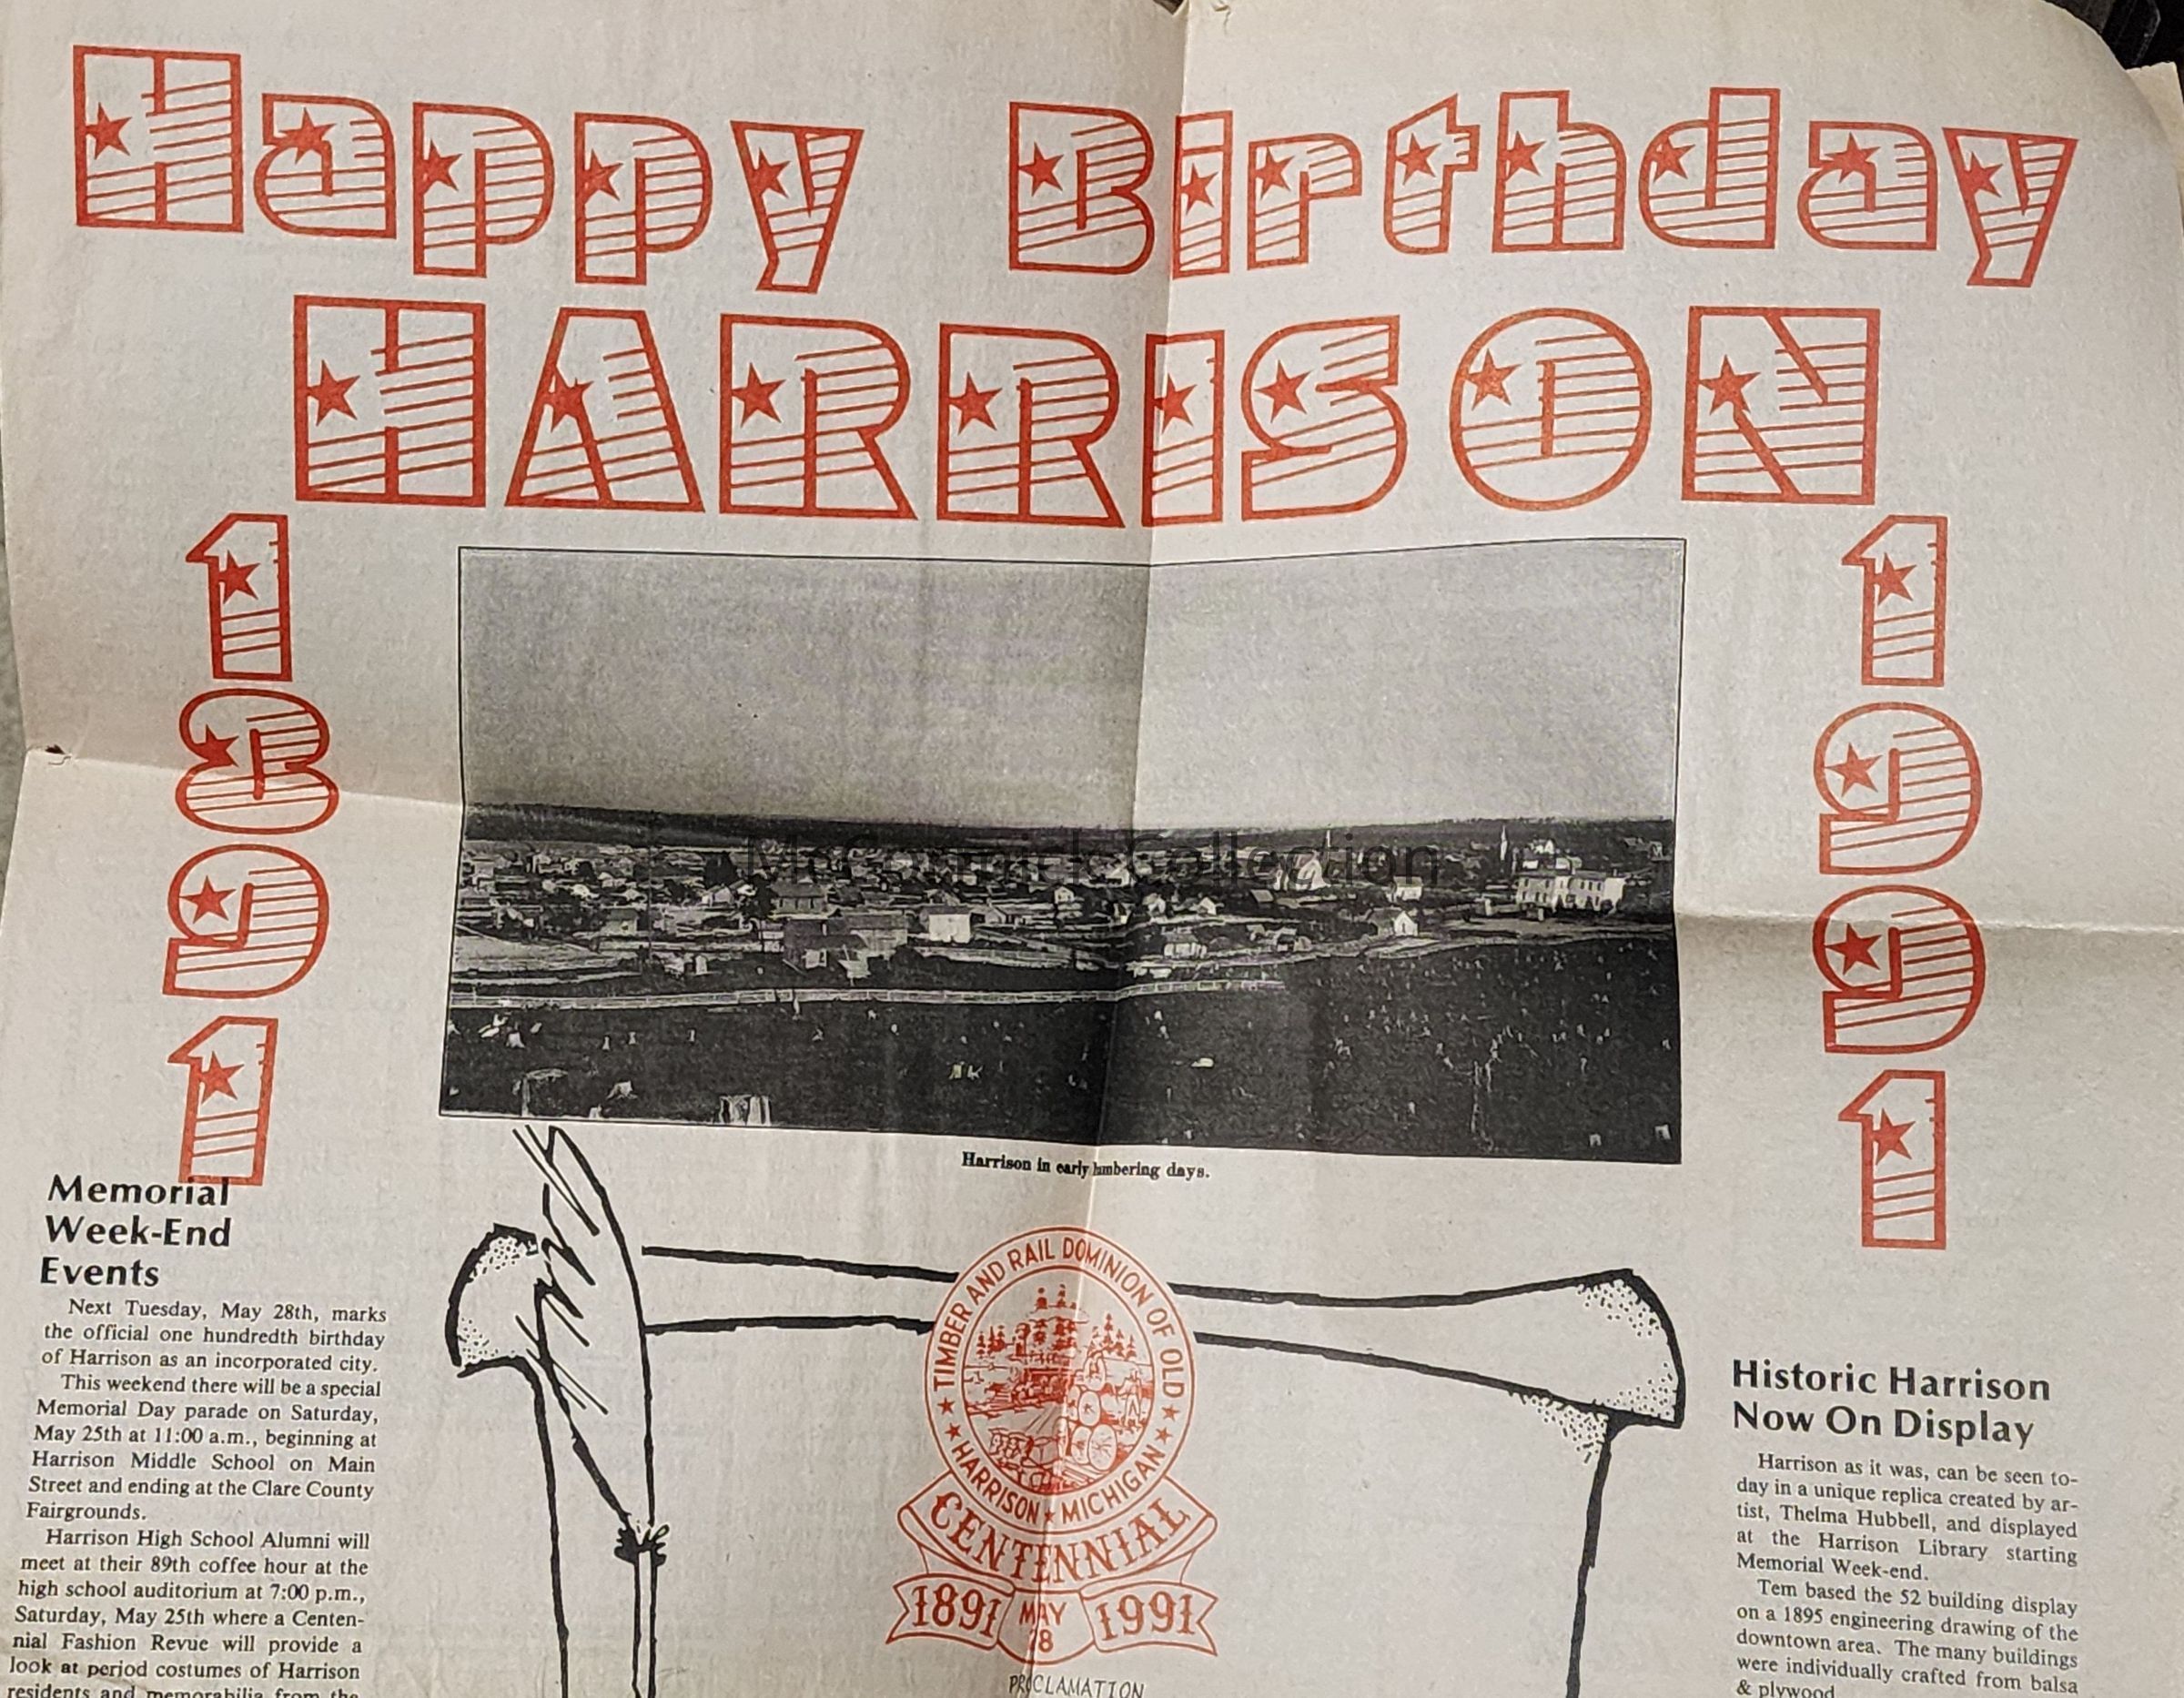 Happy Birthday
HARRISON
1891
1991
McCormick Collection
Harrison in early lumbering days.
Memorial
Week-End
Events
Next Tuesday, May 28th, marks
the official one hundredth birthday
of Harrison as an incorporated city.
This weekend there will be a special
Memorial Day parade on Saturday,
May 25th at 11:00 a.m., beginning at
Harrison Middle School on Main
Street and ending at the Clare County
Fairgrounds.
Harrison High School Alumni will
meet at their 89th coffee hour at the
high school auditorium at 7:00 p.m.,
Saturday, May 25th where a Centen-
nial Fashion Revue will provide a
look at period costumes of Harrison
residents and memorabilia from the
TIMBER AND RAIL DOMINION OF OLD
★ ★ HARRISON ★ MICHIGAN ★ ★
CENTENNIAL
1891 MAY 28 1991
PROCLAMATION
Historic Harrison
Now On Display
Harrison as it was, can be seen to-
day in a unique replica created by ar-
tist, Thelma Hubbell, and displayed
at the Harrison Library starting
Memorial Week-end.
Tem based the 52 building display
on a 1895 engineering drawing of the
downtown area. The many buildings
were individually crafted from balsa
& plywood